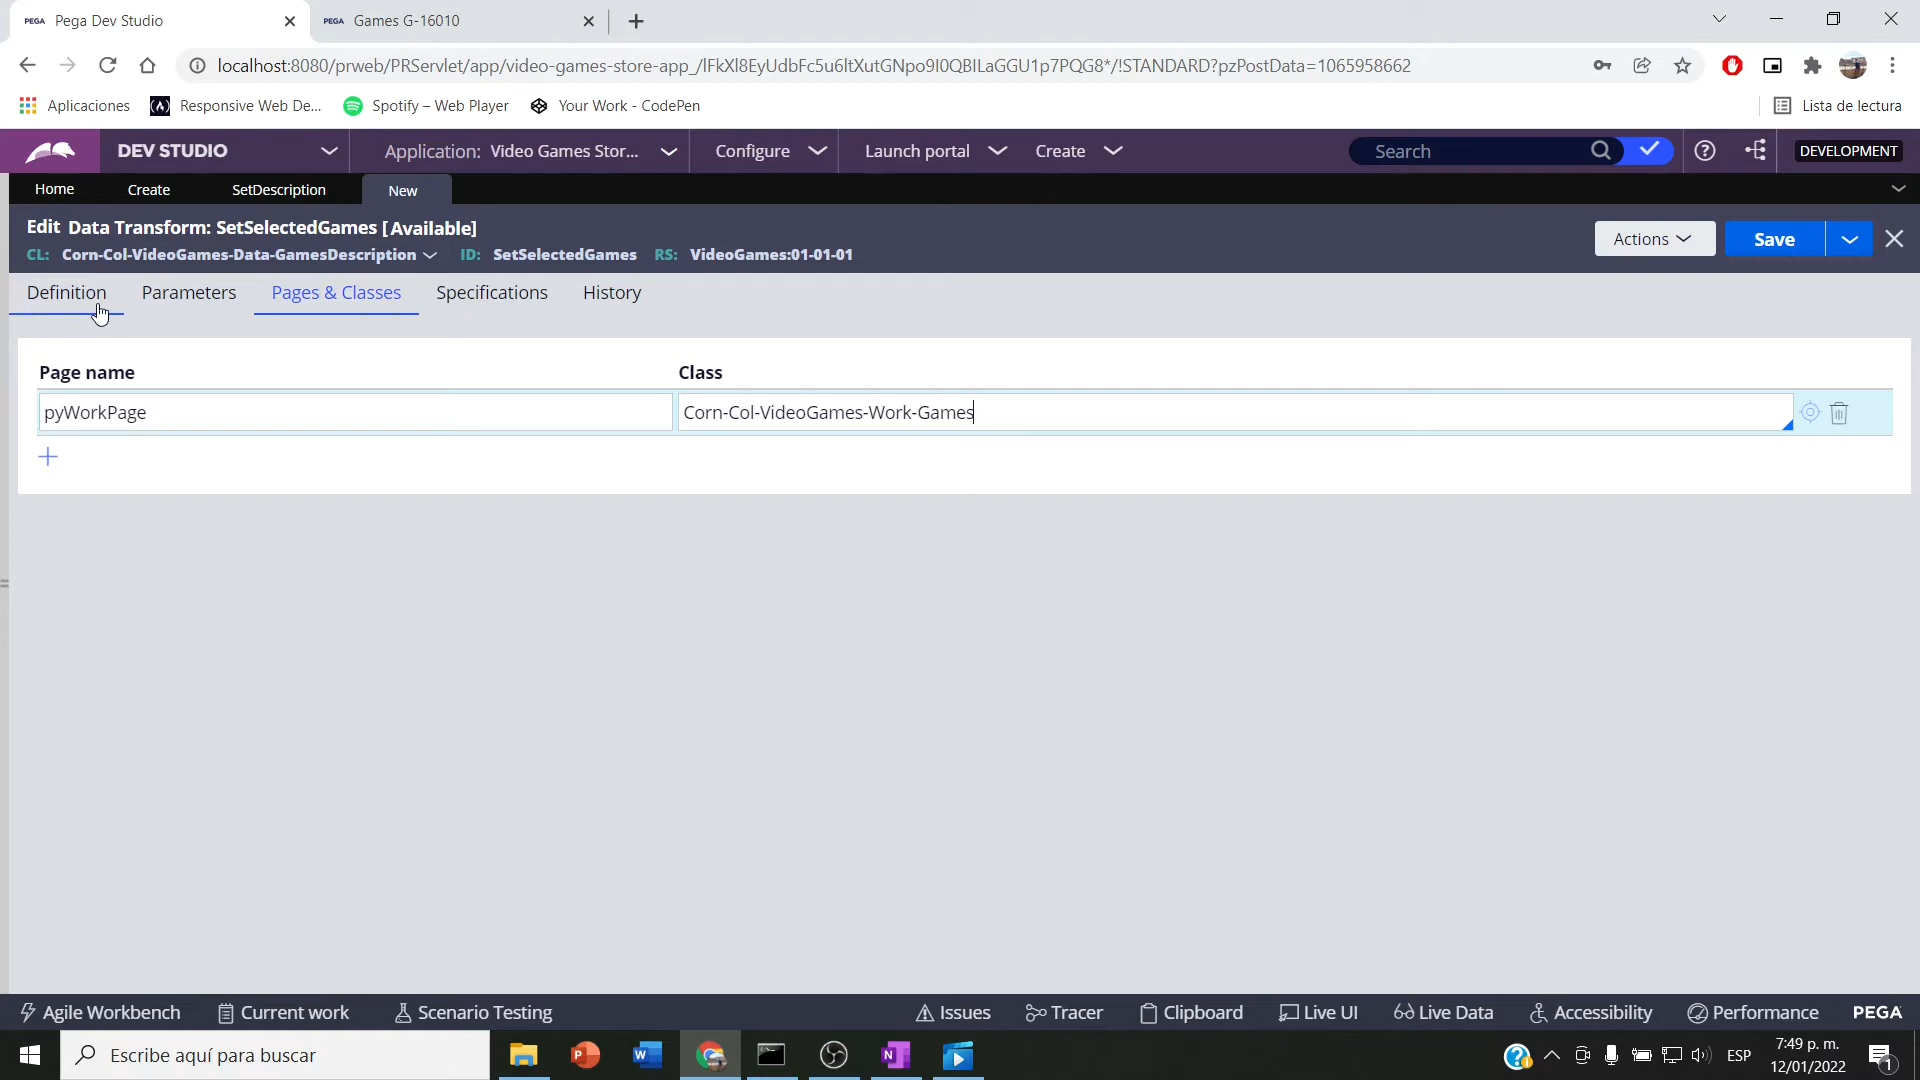 PEGA Pega Dev Studio
PEGA Games G-16010
localhost:8080/prweb/PRServlet/app/video-games-store-app_/lFkXl8EyUdbFc5u6ltXutGNpo9I0QBILaGGU1p7PQG8*/!STANDARD?pzPostData=1065958662
Aplicaciones
Responsive Web De...
Spotify – Web Player
Your Work - CodePen
Lista de lectura
DEV STUDIO
Application: Video Games Stor...
Configure
Launch portal
Create
Search
DEVELOPMENT
Home
Create
SetDescription
New
Edit Data Transform: SetSelectedGames [Available]
CL: Corn-Col-VideoGames-Data-GamesDescription ID: SetSelectedGames RS: VideoGames:01-01-01
Actions
Save
Definition
Parameters
Pages & Classes
Specifications
History
Page name
Class
pyWorkPage
Corn-Col-VideoGames-Work-Games
Agile Workbench
Current work
Scenario Testing
Issues
Tracer
Clipboard
Live UI
Live Data
Accessibility
Performance
PEGA
Escribe aquí para buscar
ESP
7:49 p. m.
12/01/2022
1